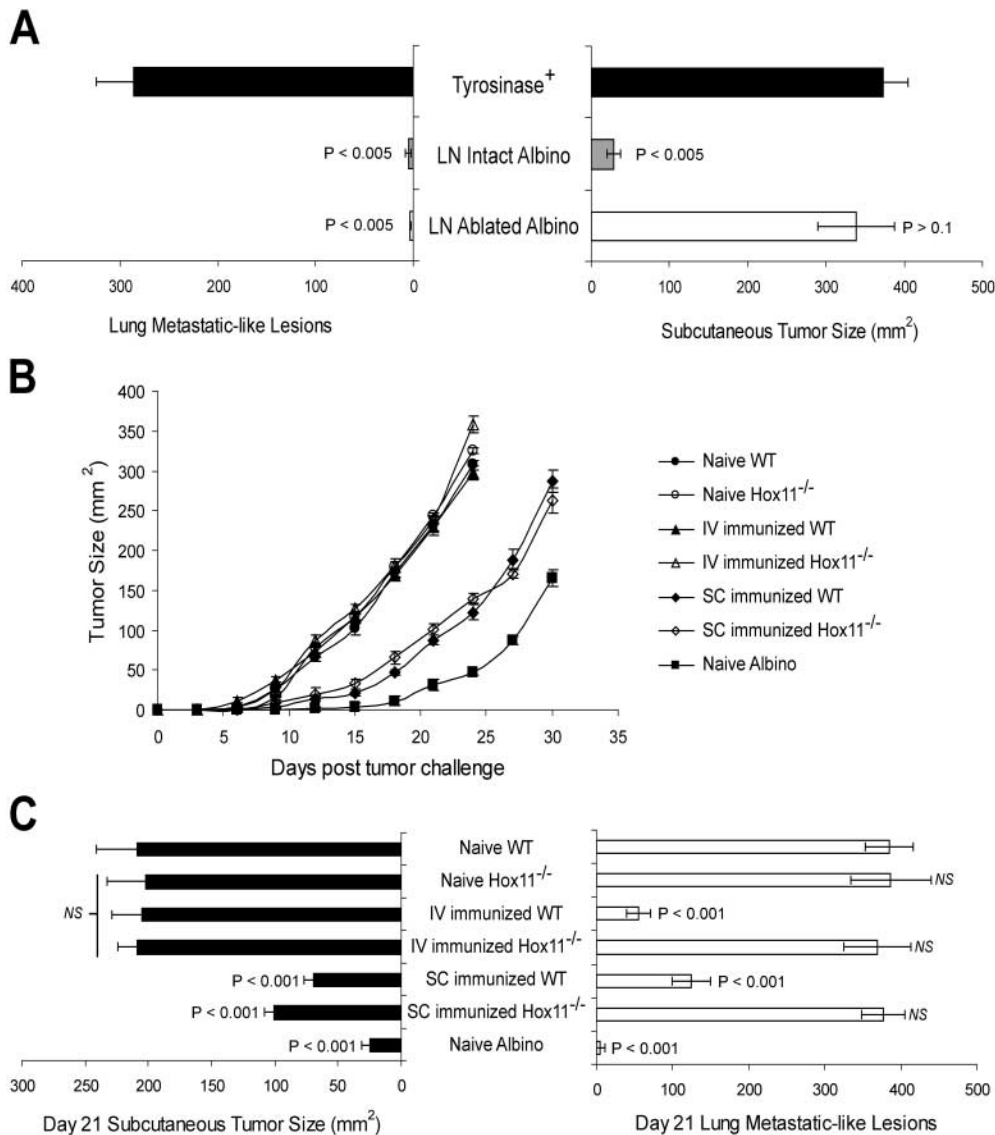 A
Tyrosinase+
P < 0.005 LN Intact Albino P < 0.005
P < 0.005 LN Ablated Albino P > 0.1
400 300 200 100 0 0 100 200 300 400 500
Lung Metastatic-like Lesions Subcutaneous Tumor Size (mm²)
B
400
350
300
250
200
150
100
50
0
Tumor Size (mm ²)
0 5 10 15 20 25 30 35
Days post tumor challenge
Naive WT
Naive Hox11-/-
IV immunized WT
IV immunized Hox11-/-
SC immunized WT
SC immunized Hox11-/-
Naive Albino
C
Naive WT
Naive Hox11-/- NS
NS IV immunized WT P < 0.001
IV immunized Hox11-/- NS
P < 0.001 SC immunized WT P < 0.001
P < 0.001 SC immunized Hox11-/- NS
P < 0.001 Naive Albino P < 0.001
300 250 200 150 100 50 0 0 100 200 300 400 500
Day 21 Subcutaneous Tumor Size (mm²) Day 21 Lung Metastatic-like Lesions